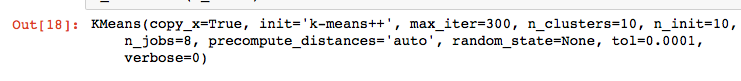 Out[18]: KMeans(copy_x=True, init='k-means++', max_iter=300, n_clusters=10, n_init=10,
n_jobs=8, precompute_distances='auto', random_state=None, tol=0.0001,
verbose=0)